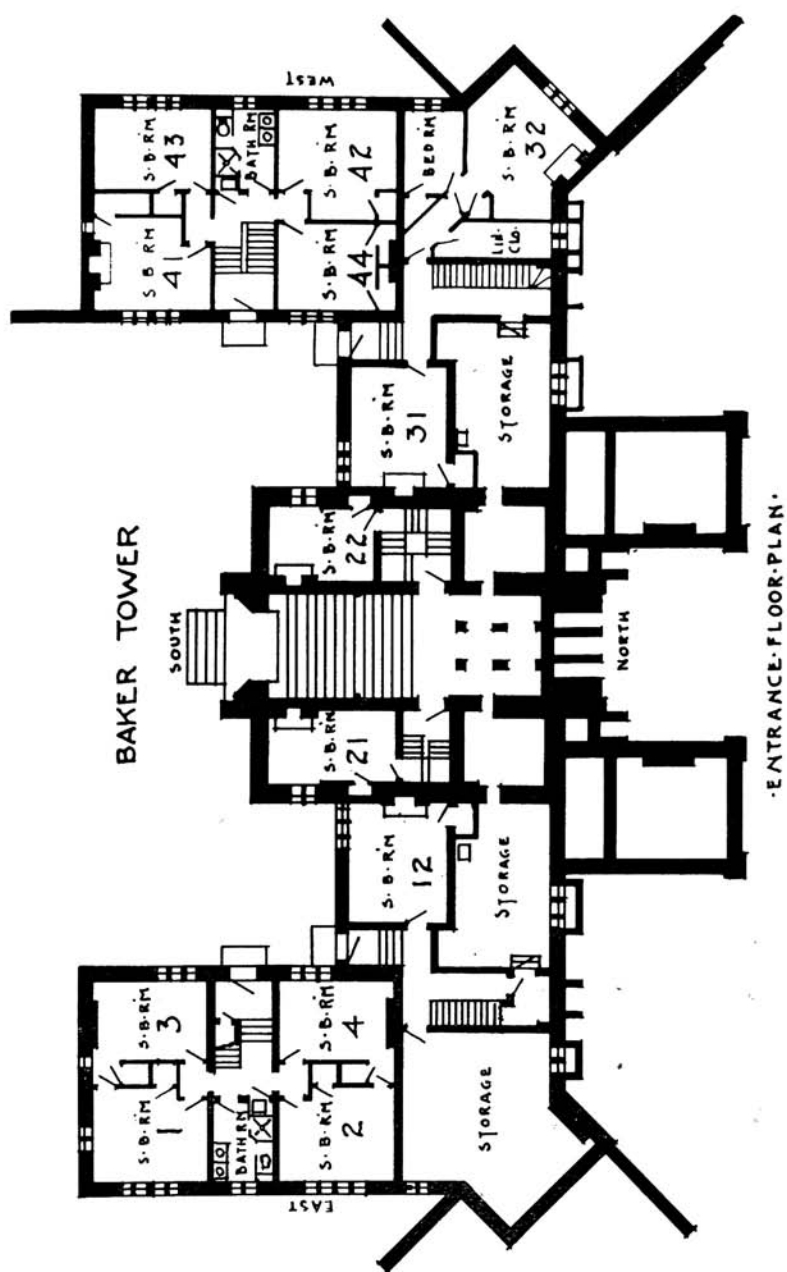 BAKER TOWER
SOUTH
WEST
EAST
NORTH
S.B.RM
43
BATH RM
S.B.RM
42
BED RM
S.B.RM
32
S.B.RM
41
S.B.RM
44
LIN.
CLO.
S.B.RM
31
STORAGE
S.B.RM
22
S.B.RM
21
S.B.RM
12
STORAGE
S.B.RM
3
S.B.RM
4
S.B.RM
1
BATH RM
S.B.RM
2
STORAGE
·ENTRANCE·FLOOR·PLAN·